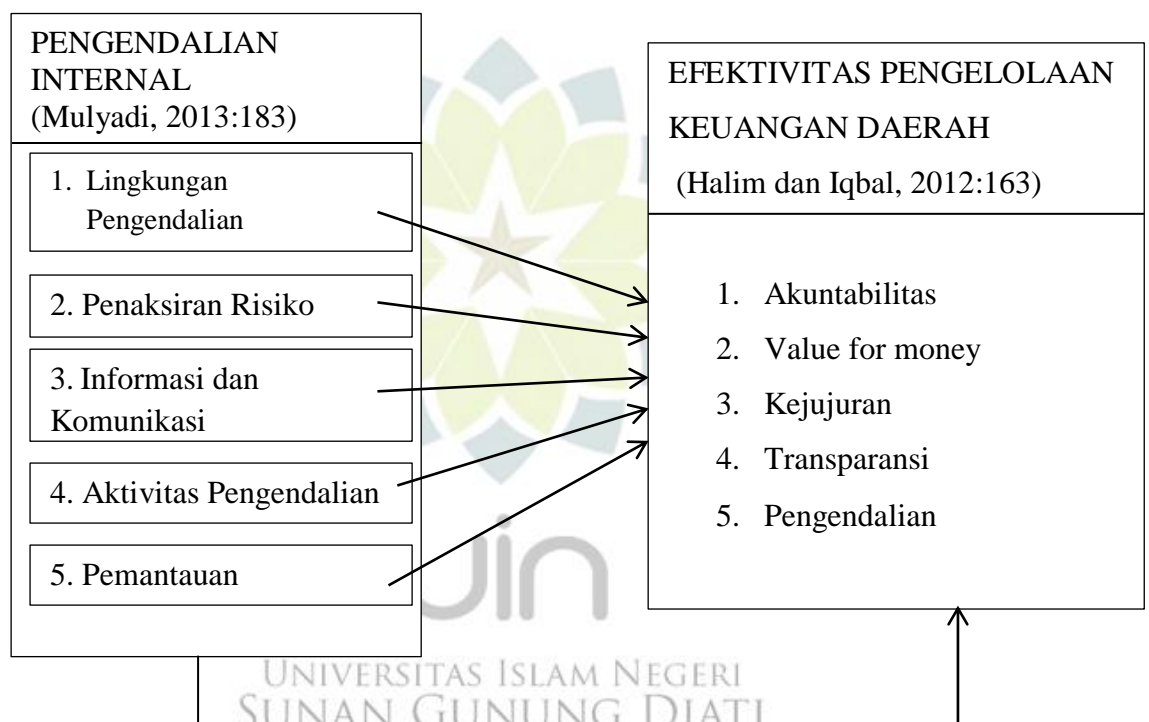 PENGENDALIAN
INTERNAL
(Mulyadi, 2013:183)
1. Lingkungan
Pengendalian
2. Penaksiran Risiko
3. Informasi dan
Komunikasi
4. Aktivitas Pengendalian
5. Pemantauan
EFEKTIVITAS PENGELOLAAN
KEUANGAN DAERAH
(Halim dan Iqbal, 2012:163)
1. Akuntabilitas
2. Value for money
3. Kejujuran
4. Transparansi
5. Pengendalian
uin
UNIVERSITAS ISLAM NEGERI
SUNAN GUNUNG DJATI